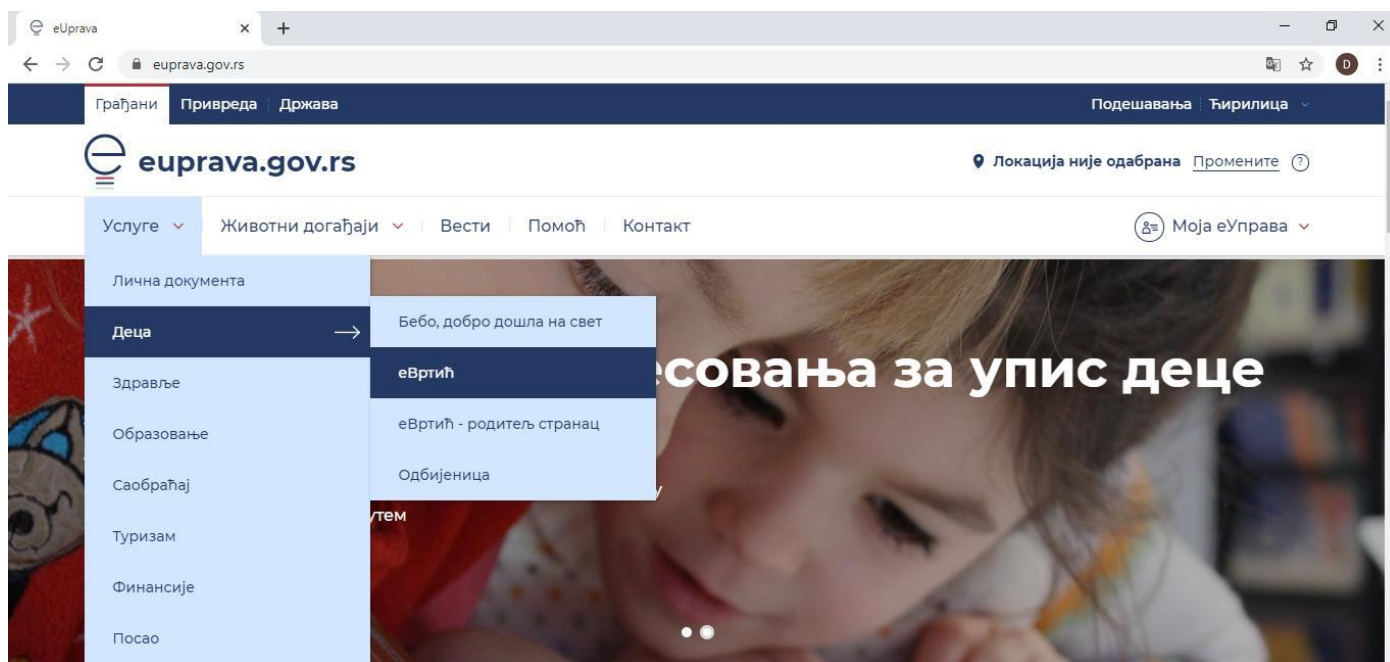 eUprava
euprava.gov.rs
Грађани Привреда Држава Подешавања Ћирилица
euprava.gov.rs Локација није одабрана Промените ?
Услуге Животни догађаји Вести Помоћ Контакт Моја еУправа
Лична документа
Деца
Здравље
Образовање
Саобраћај
Туризам
Финансије
Посао
Бебо, добро дошла на свет
еВртић
еВртић - родитељ странац
Одбијеница
совања за упис деце